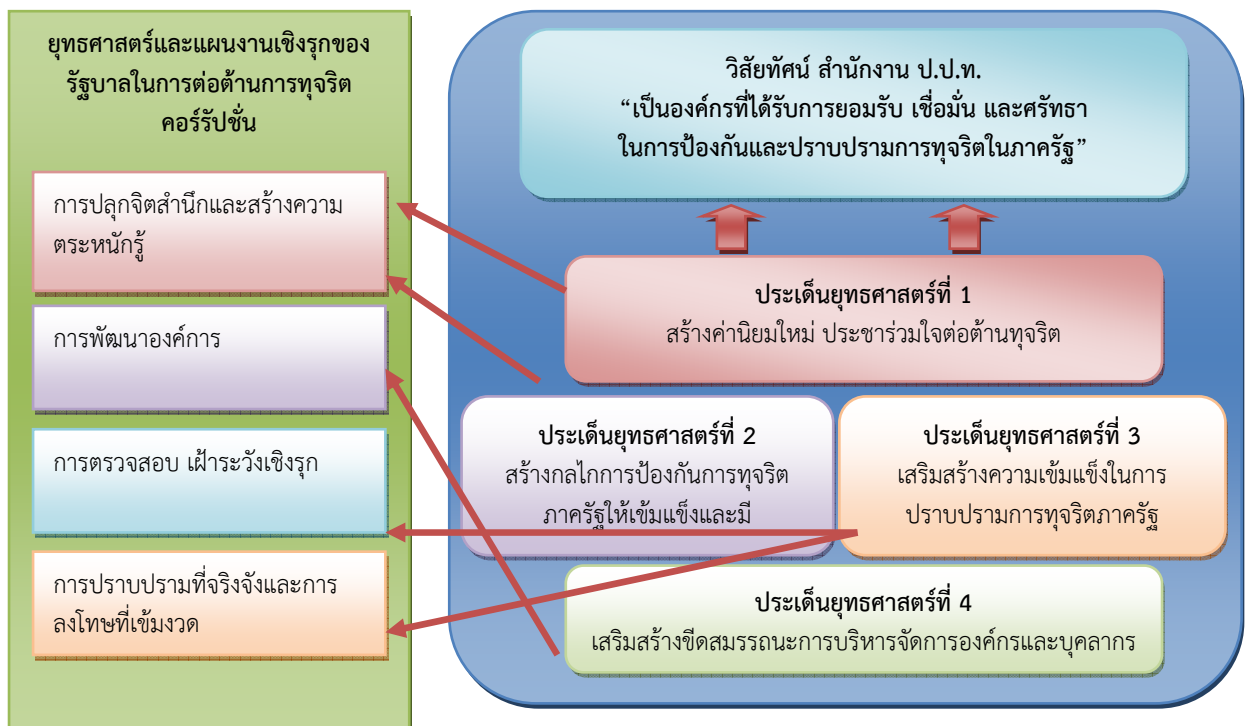 ยุทธศาสตร์และแผนงานเชิงรุกของ
รัฐบาลในการต่อต้านการทุจริต
คอร์รัปชั่น
การปลุกจิตสำนึกและสร้างความ
ตระหนักรู้
การพัฒนาองค์การ
การตรวจสอบ เฝ้าระวังเชิงรุก
การปราบปรามที่จริงจังและการ
ลงโทษที่เข้มงวด
วิสัยทัศน์ สำนักงาน ป.ป.ท.
“เป็นองค์กรที่ได้รับการยอมรับ เชื่อมั่น และศรัทธา
ในการป้องกันและปราบปรามการทุจริตในภาครัฐ”
ประเด็นยุทธศาสตร์ที่ 1
สร้างค่านิยมใหม่ ประชาร่วมใจต่อต้านทุจริต
ประเด็นยุทธศาสตร์ที่ 2
สร้างกลไกการป้องกันการทุจริต
ภาครัฐให้เข้มแข็งและมี
ประเด็นยุทธศาสตร์ที่ 3
เสริมสร้างความเข้มแข็งในการ
ปราบปรามการทุจริตภาครัฐ
ประเด็นยุทธศาสตร์ที่ 4
เสริมสร้างขีดสมรรถนะการบริหารจัดการองค์กรและบุคลากร